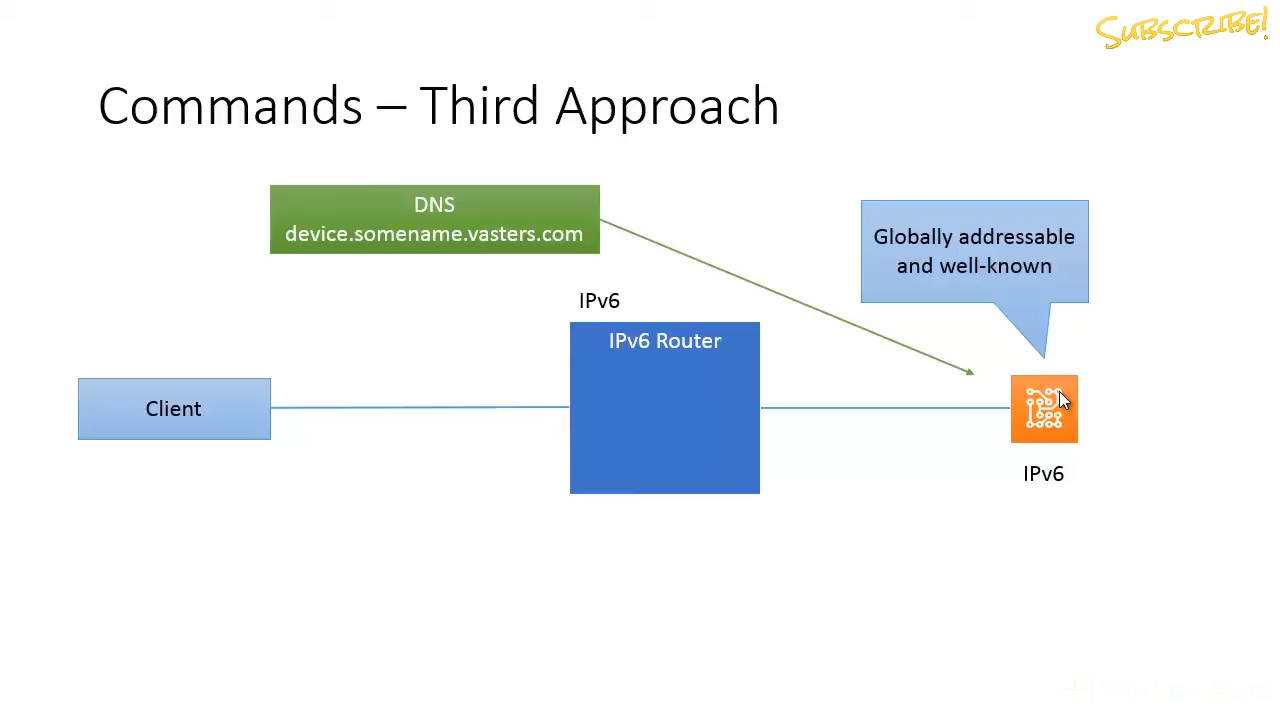 SUBSCRIBE!
Commands – Third Approach
DNS
device.somename.vasters.com
Globally addressable
and well-known
IPv6
IPv6 Router
Client
IPv6